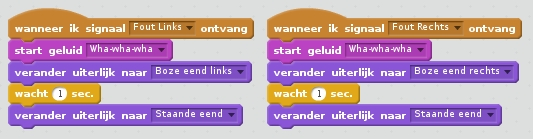 wanneer ik signaal Fout Links ontvang
start geluid Wha-wha-wha
verander uiterlijk naar Boze eend links
wacht 1 sec.
verander uiterlijk naar Staande eend
wanneer ik signaal Fout Rechts ontvang
start geluid Wha-wha-wha
verander uiterlijk naar Boze eend rechts
wacht 1 sec.
verander uiterlijk naar Staande eend